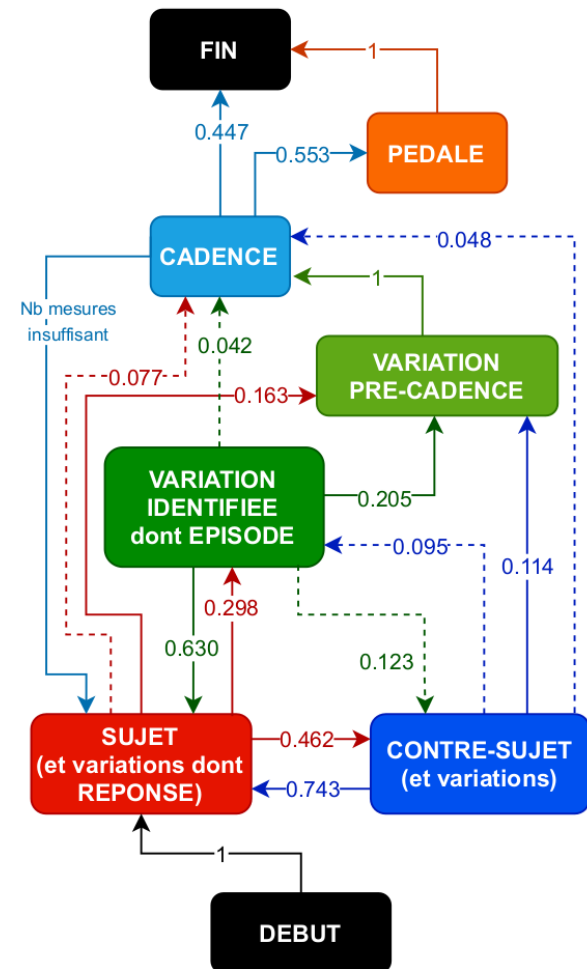 FIN
1
0.447
0.553
PEDALE
0.048
CADENCE
1
Nb mesures
insuffisant
0.042
0.077
0.163
VARIATION
PRE-CADENCE
VARIATION
IDENTIFIEE
dont EPISODE
0.205
0.095
0.114
0.298
0.630
0.123
SUJET
(et variations dont
REPONSE)
0.462
0.743
CONTRE-SUJET
(et variations)
1
DEBUT